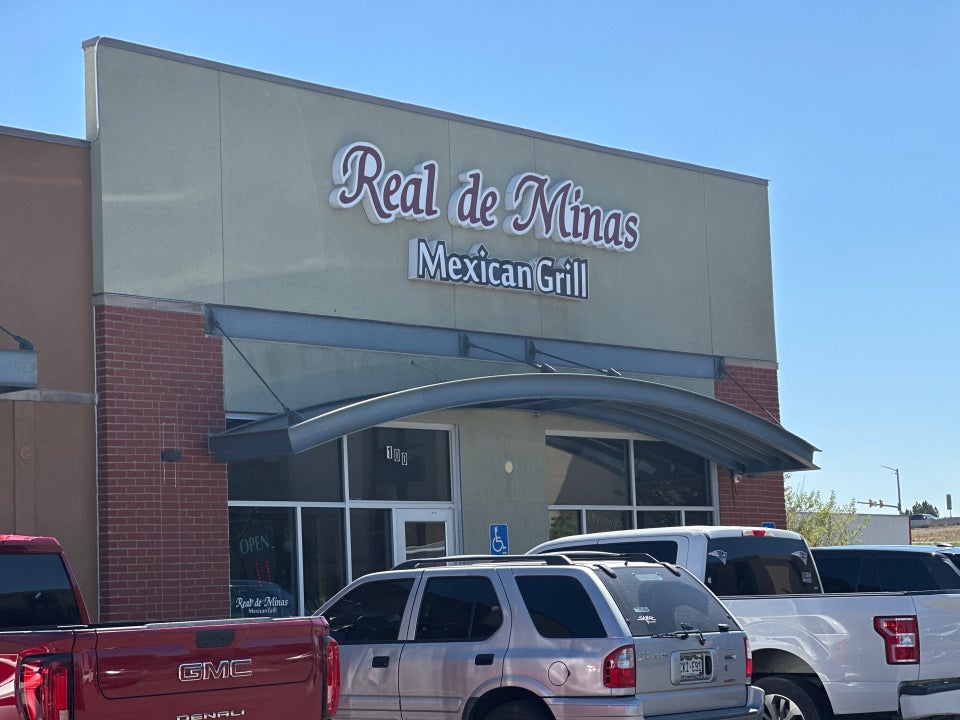 Real de Minas
Mexican Grill
100
OPEN
Real de Minas
Mexican Grill
GMC
DENALI